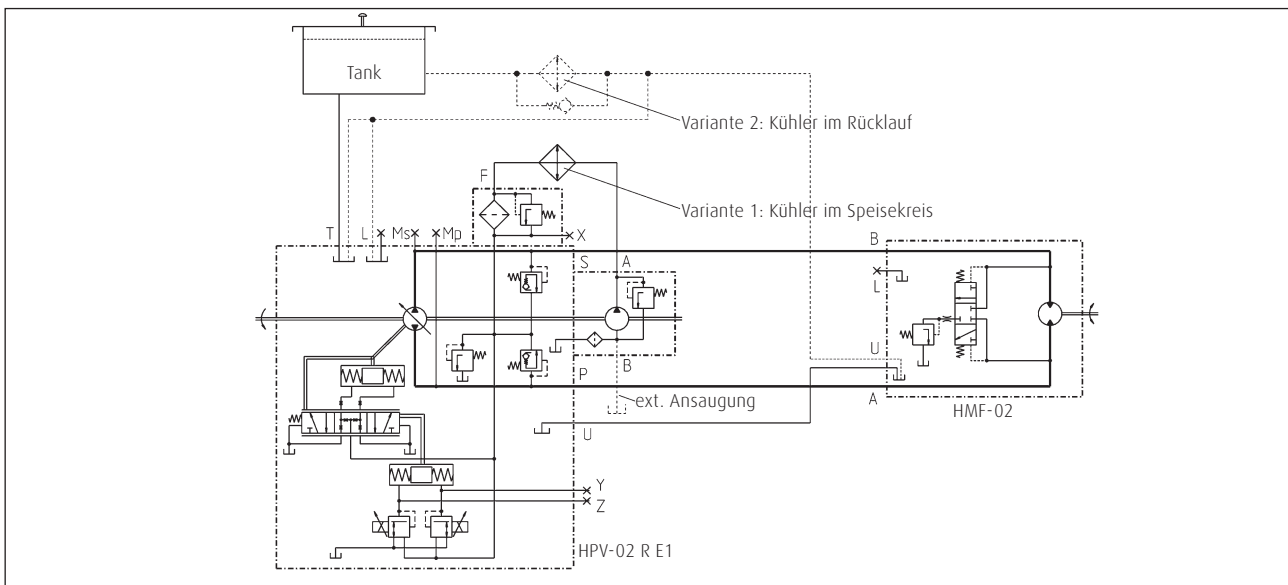 Tank
Variante 2: Kühler im Rücklauf
F
Variante 1: Kühler im Speisekreis
T L Ms Mp X
S A B
L
U
P B
A
ext. Ansaugung
HMF-02
U
Y
Z
HPV-02 R E1